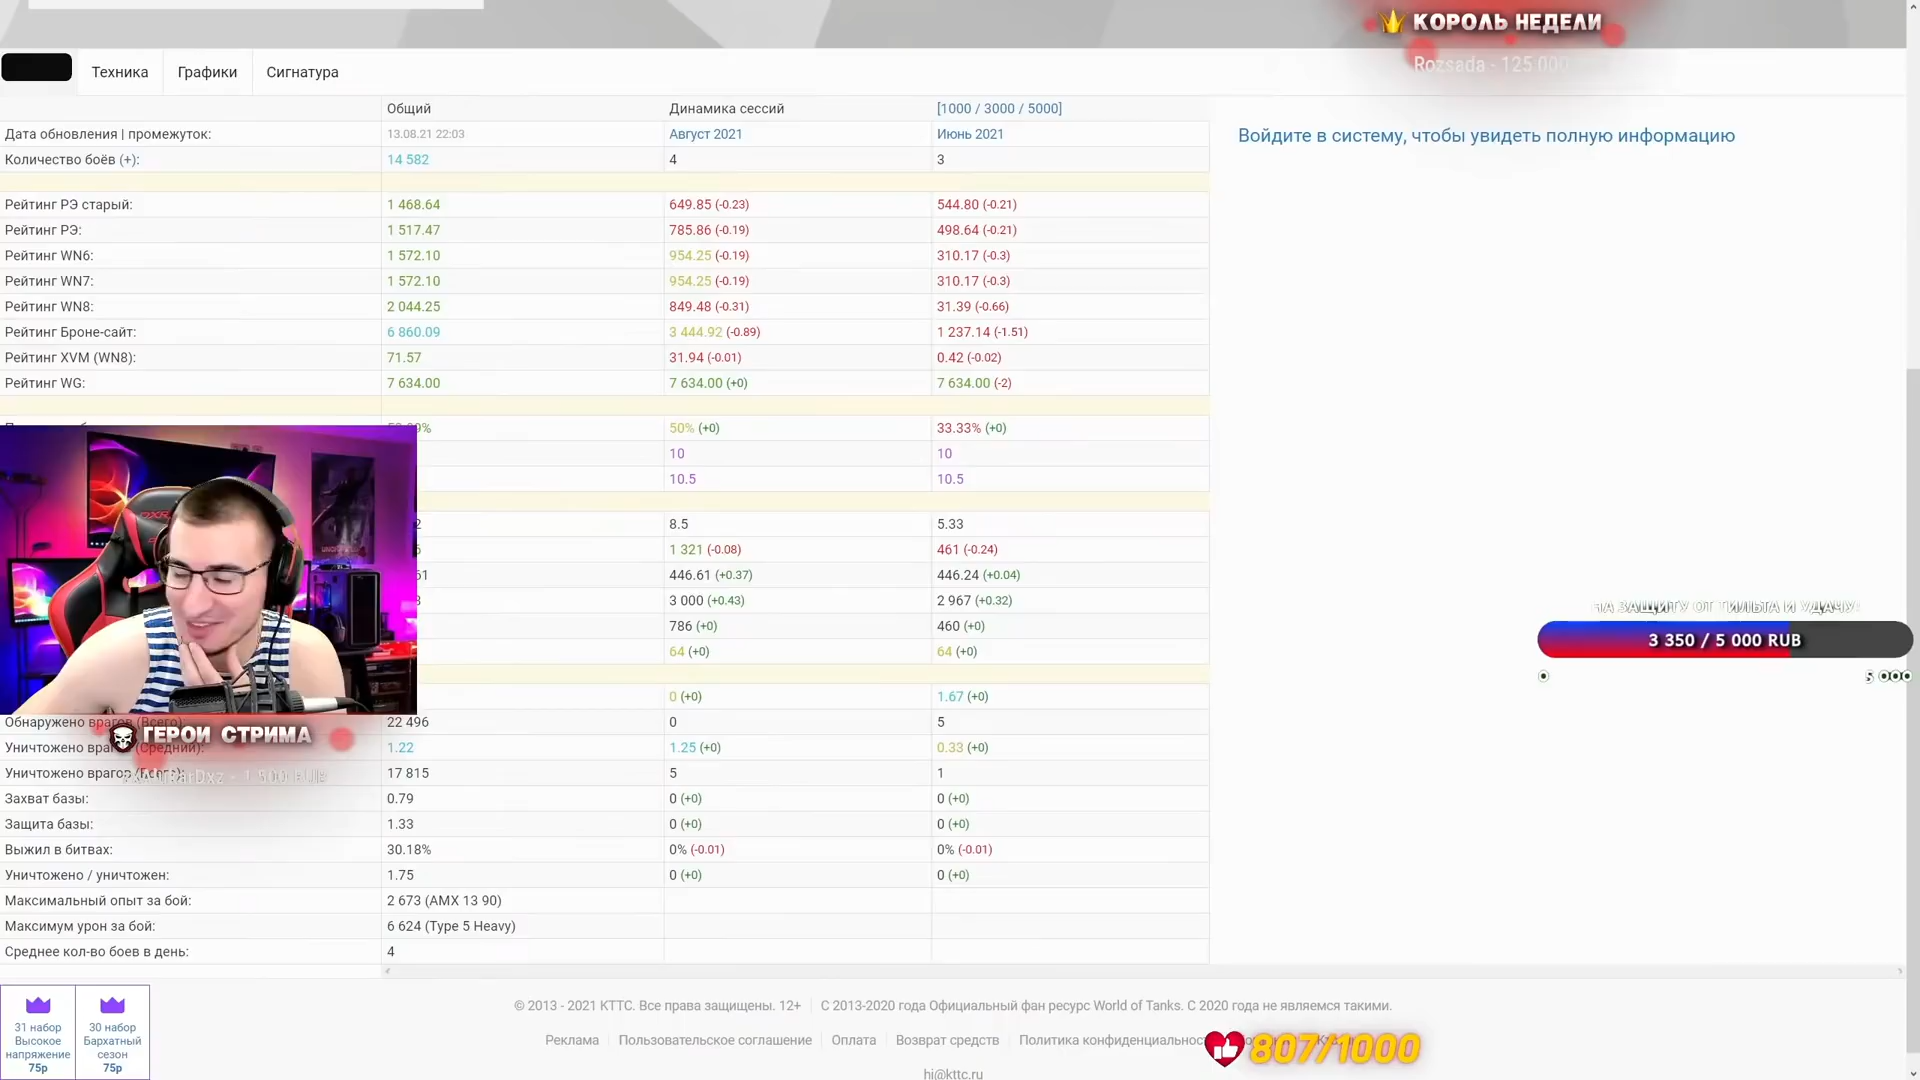 КОРОЛЬ НЕДЕЛИ
Rozsada - 125 000
Техника
Графики
Сигнатура
Общий Динамика сессий [1000 / 3000 / 5000]
Дата обновления | промежуток: 13.08.21 22:03 Август 2021 Июнь 2021
Количество боёв (+): 14 582 4 3
Войдите в систему, чтобы увидеть полную информацию
Рейтинг РЭ старый: 1 468.64 649.85 (-0.23) 544.80 (-0.21)
Рейтинг РЭ: 1 517.47 785.86 (-0.19) 498.64 (-0.21)
Рейтинг WN6: 1 572.10 954.25 (-0.19) 310.17 (-0.3)
Рейтинг WN7: 1 572.10 954.25 (-0.19) 310.17 (-0.3)
Рейтинг WN8: 2 044.25 849.48 (-0.31) 31.39 (-0.66)
Рейтинг Броне-сайт: 6 860.09 3 444.92 (-0.89) 1 237.14 (-1.51)
Рейтинг XVM (WN8): 71.57 31.94 (-0.01) 0.42 (-0.02)
Рейтинг WG: 7 634.00 7 634.00 (+0) 7 634.00 (-2)
50% (+0) 33.33% (+0)
10 10
10.5 10.5
8.5 5.33
1 321 (-0.08) 461 (-0.24)
446.61 (+0.37) 446.24 (+0.04)
3 000 (+0.43) 2 967 (+0.32)
786 (+0) 460 (+0)
64 (+0) 64 (+0)
0 (+0) 1.67 (+0)
Обнаружено врагов (Всего): 22 496 0 5
Уничтожено врагов (Средний): 1.22 1.25 (+0) 0.33 (+0)
Уничтожено врагов (Всего): 17 815 5 1
Захват базы: 0.79 0 (+0) 0 (+0)
Защита базы: 1.33 0 (+0) 0 (+0)
Выжил в битвах: 30.18% 0% (-0.01) 0% (-0.01)
Уничтожено / уничтожен: 1.75 0 (+0) 0 (+0)
Максимальный опыт за бой: 2 673 (AMX 13 90)
Максимум урон за бой: 6 624 (Type 5 Heavy)
Среднее кол-во боев в день: 4
ГЕРОИ СТРИМА
НА ЗАЩИТУ ОТ ТИЛЬТА И УДАЧУ!
3 350 / 5 000 RUB
0 5 000
31 набор
Высокое
напряжение
75р
30 набор
Бархатный
сезон
75р
© 2013 - 2021 КТТС. Все права защищены. 12+ С 2013-2020 года Официальный фан ресурс World of Tanks. С 2020 года не являемся такими.
Реклама Пользовательское соглашение Оплата Возврат средств Политика конфиденциальнос
807/1000
hi@kttc.ru